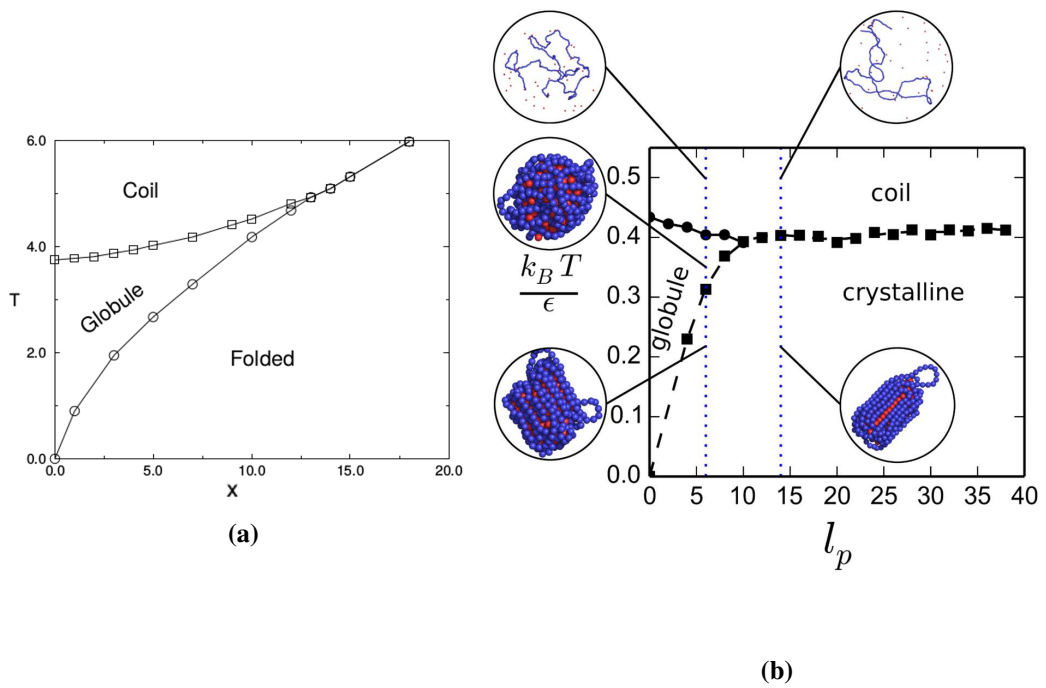 6.0
Coil
4.0
T
Globule
2.0
Folded
0.0
0.0 5.0 10.0 15.0 20.0
X
(a)
0.5
coil
0.4
k_B T
ϵ
0.3
globule
crystalline
0.2
0.1
0.0
0 5 10 15 20 25 30 35 40
l_p
(b)